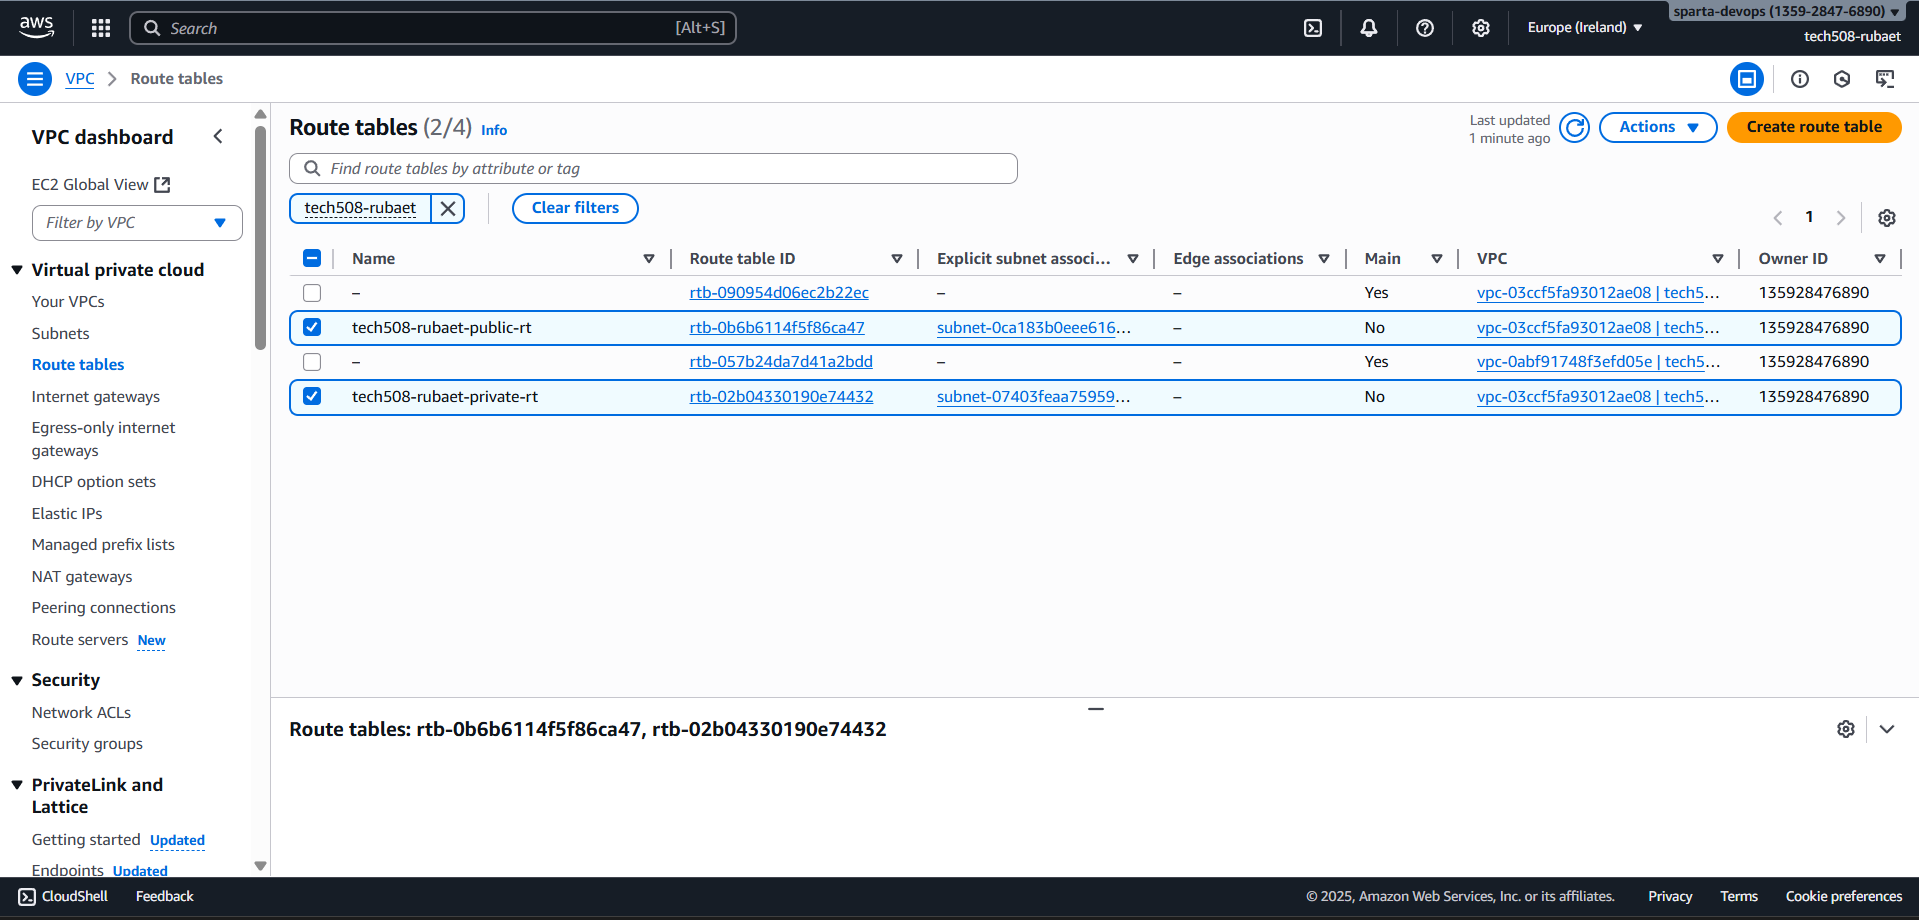 aws
Search [Alt+S]
Europe (Ireland)
sparta-devops (1359-2847-6890)
tech508-rubaet
VPC
Route tables
VPC dashboard
EC2 Global View
Filter by VPC
Virtual private cloud
Your VPCs
Subnets
Route tables
Internet gateways
Egress-only internet
gateways
DHCP option sets
Elastic IPs
Managed prefix lists
NAT gateways
Peering connections
Route servers New
Security
Network ACLs
Security groups
PrivateLink and
Lattice
Getting started Updated
Endpoints Updated
Route tables (2/4) Info
Last updated
1 minute ago
Actions
Create route table
Find route tables by attribute or tag
tech508-rubaet
Clear filters
1
Name Route table ID Explicit subnet associ... Edge associations Main VPC Owner ID
– rtb-090954d06ec2b22ec – – Yes vpc-03ccf5fa93012ae08 | tech5... 135928476890
tech508-rubaet-public-rt rtb-0b6b6114f5f86ca47 subnet-0ca183b0eee616... – No vpc-03ccf5fa93012ae08 | tech5... 135928476890
– rtb-057b24da7d41a2bdd – – Yes vpc-0abf91748f3efd05e | tech5... 135928476890
tech508-rubaet-private-rt rtb-02b04330190e74432 subnet-07403feaa75959... – No vpc-03ccf5fa93012ae08 | tech5... 135928476890
Route tables: rtb-0b6b6114f5f86ca47, rtb-02b04330190e74432
CloudShell
Feedback
© 2025, Amazon Web Services, Inc. or its affiliates.
Privacy
Terms
Cookie preferences